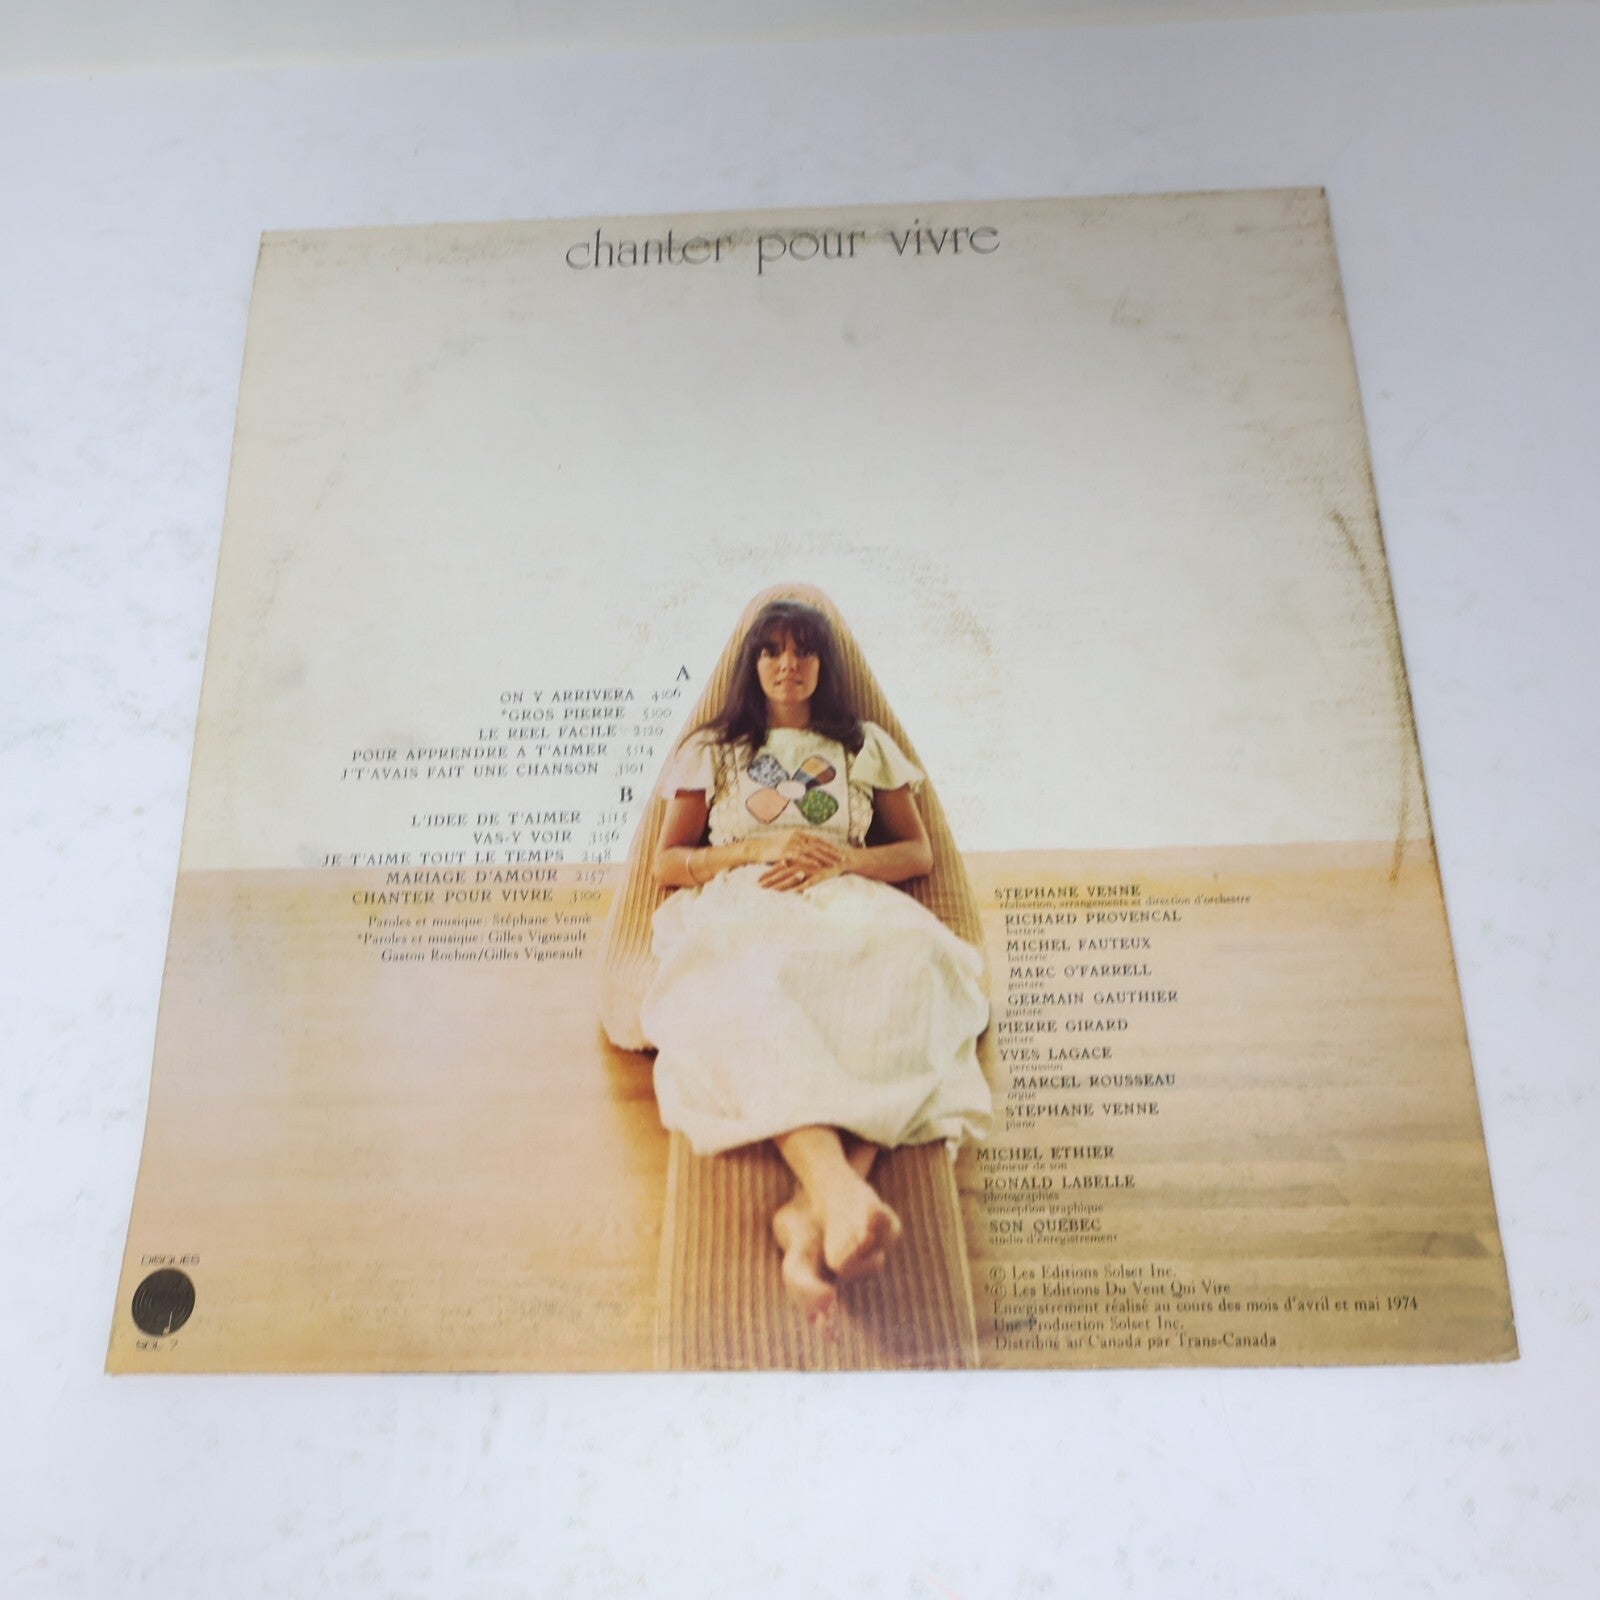 chanter pour vivre
A
ON Y ARRIVERA 4:06
*GROS PIERRE 5:00
LE REEL FACILE 2:20
POUR APPRENDRE A T'AIMER 5:14
J'T'AVAIS FAIT UNE CHANSON 3:01
B
L'IDEE DE T'AIMER 3:15
VAS-Y VOIR 3:56
JE T'AIME TOUT LE TEMPS 2:48
MARIAGE D'AMOUR 2:57
CHANTER POUR VIVRE 3:00
Paroles et musique: Stéphane Venne
*Paroles et musique: Gilles Vigneault
Gaston Rochon/Gilles Vigneault
STEPHANE VENNE
réalisation, arrangements et direction d'orchestre
RICHARD PROVENCAL
batterie
MICHEL FAUTEUX
batterie
MARC O'FARRELL
guitare
GERMAIN GAUTHIER
guitare
PIERRE GIRARD
guitare
YVES LAGACE
percussion
MARCEL ROUSSEAU
orgue
STEPHANE VENNE
piano
MICHEL ETHIER
ingénieur de son
RONALD LABELLE
photographies
conception graphique
SON QUEBEC
studio d'enregistrement
© Les Editions Solset Inc.
*© Les Editions Du Vent Qui Vire
Enregistrement réalisé au cours des mois d'avril et mai 1974
Une Production Solset Inc.
Distribué au Canada par Trans-Canada
DISQUES
SOL 7